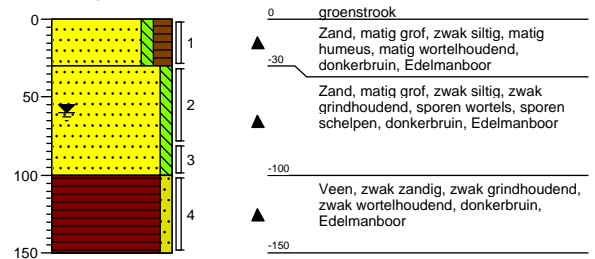 0
groenstrook
0
1
Zand, matig grof, zwak siltig, matig
humeus, matig wortelhoudend,
donkerbruin, Edelmanboor
-30
2
Zand, matig grof, zwak siltig, zwak
grindhoudend, sporen wortels, sporen
schelpen, donkerbruin, Edelmanboor
50
3
100
-100
4
Veen, zwak zandig, zwak grindhoudend,
zwak wortelhoudend, donkerbruin,
Edelmanboor
150
-150